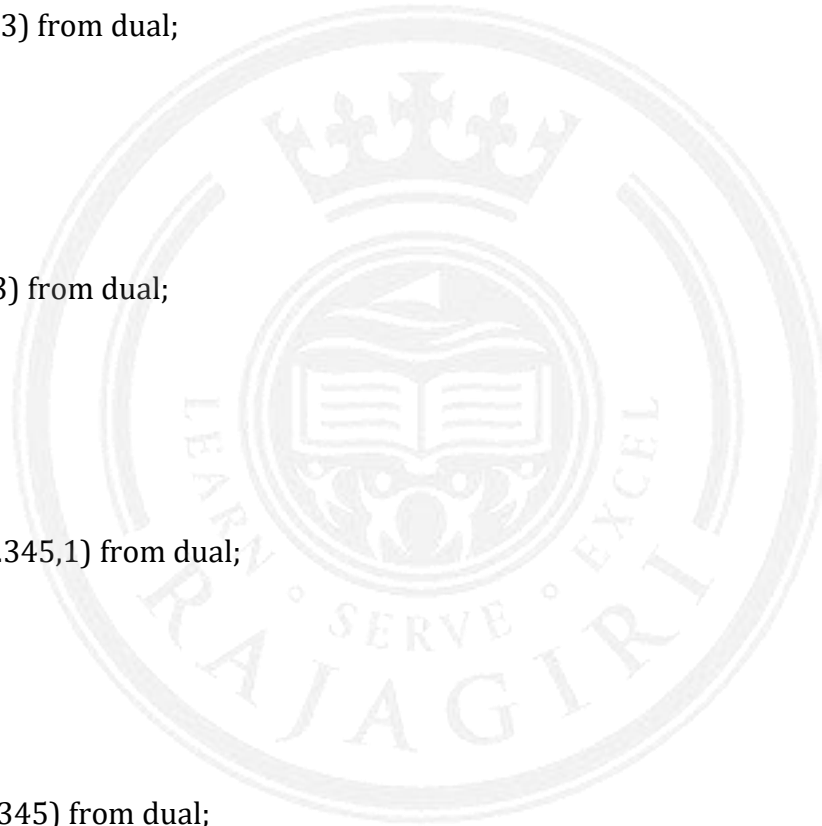 3) from dual;
3) from dual;
.345,1) from dual;
345) from dual;
LEARN ∘ SERVE ∘ EXCEL
RAJAGIRI